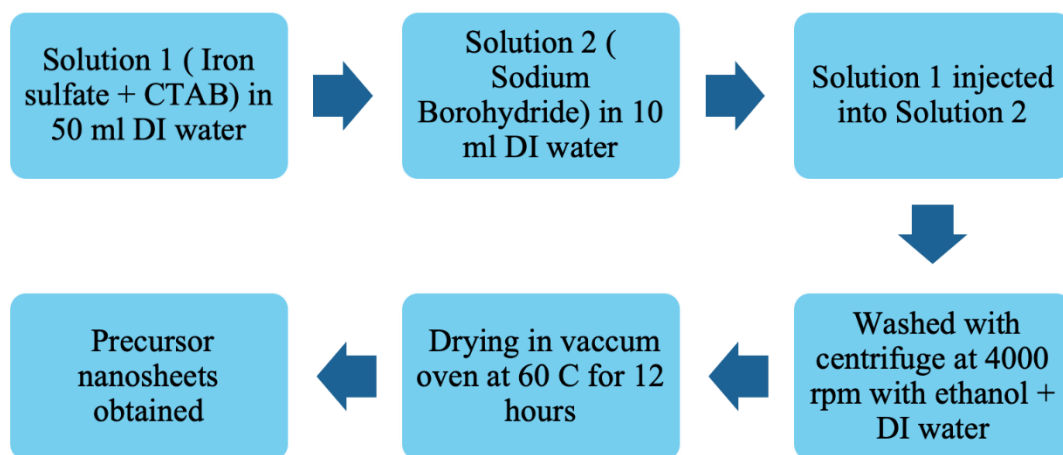 Solution 1 ( Iron
sulfate + CTAB) in
50 ml DI water
Solution 2 (
Sodium
Borohydride) in 10
ml DI water
Solution 1 injected
into Solution 2
Washed with
centrifuge at 4000
rpm with ethanol +
DI water
Drying in vaccum
oven at 60 C for 12
hours
Precursor
nanosheets
obtained